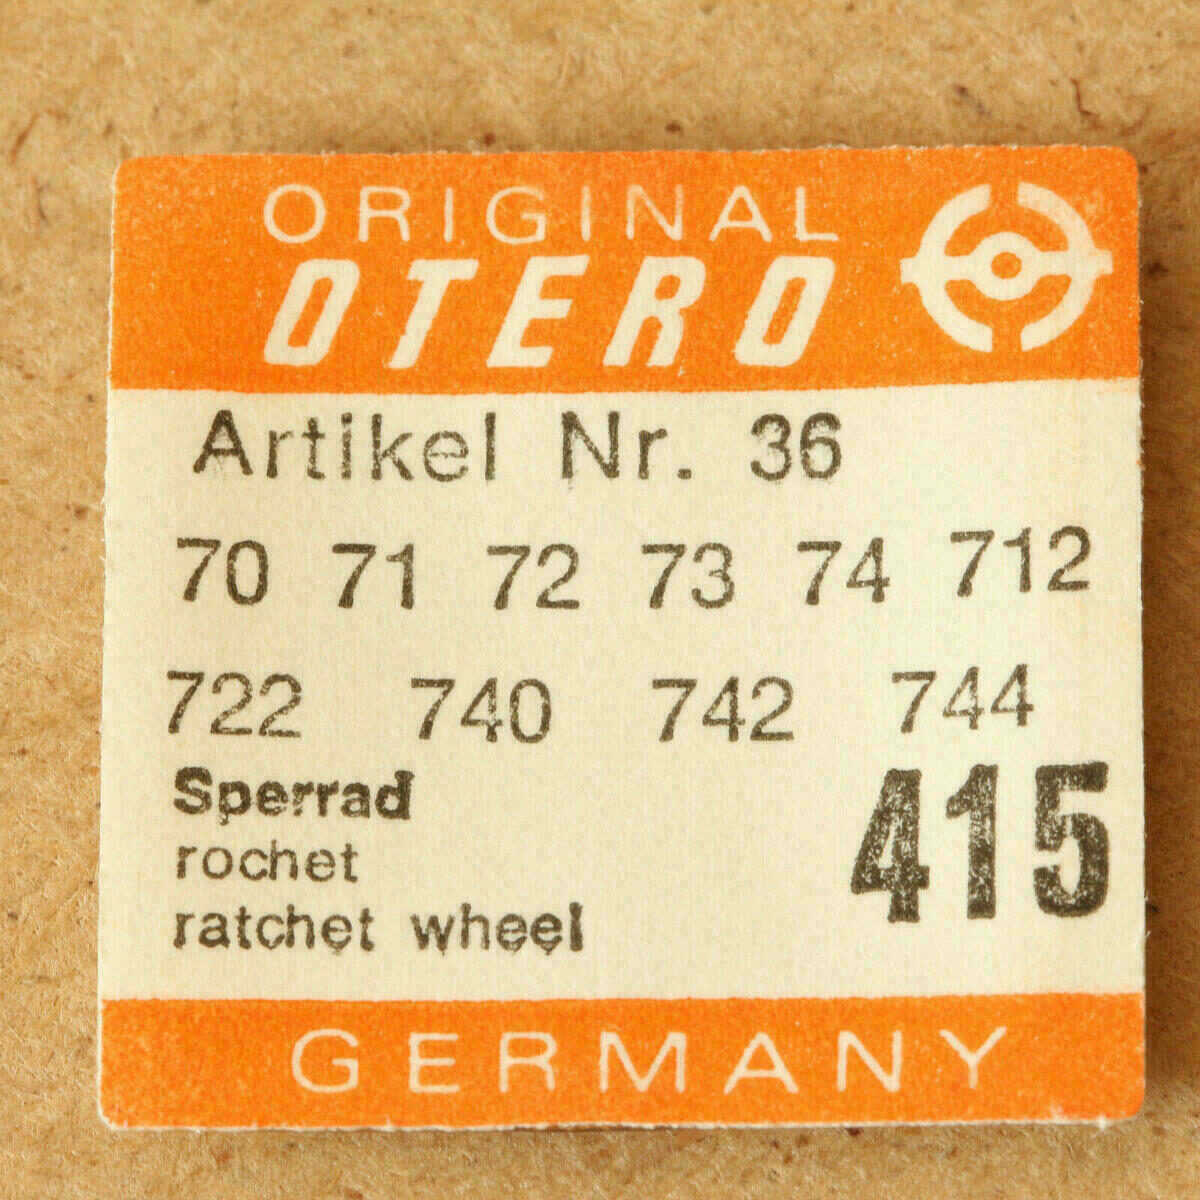 ORIGINAL
OTERO
Artikel Nr. 36
70 71 72 73 74 712
722 740 742 744
Sperrad
rochet
ratchet wheel
415
GERMANY